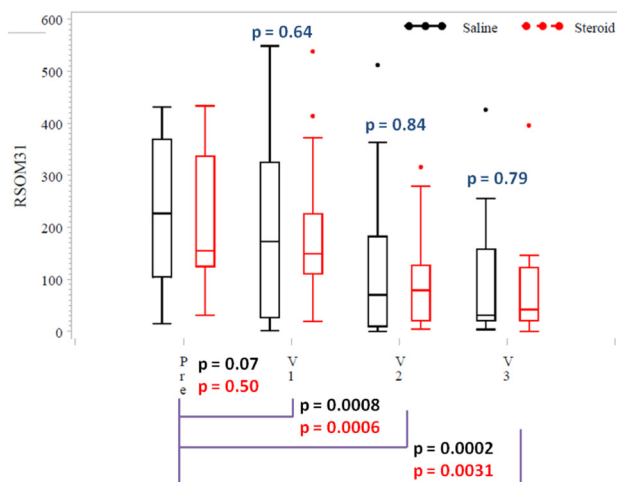 600
p = 0.64
Saline
Steroid
500
400
p = 0.84
RSOM31
300
p = 0.79
200
100
0
Pre
V1
V2
V3
p = 0.07
p = 0.50
p = 0.0008
p = 0.0006
p = 0.0002
p = 0.0031